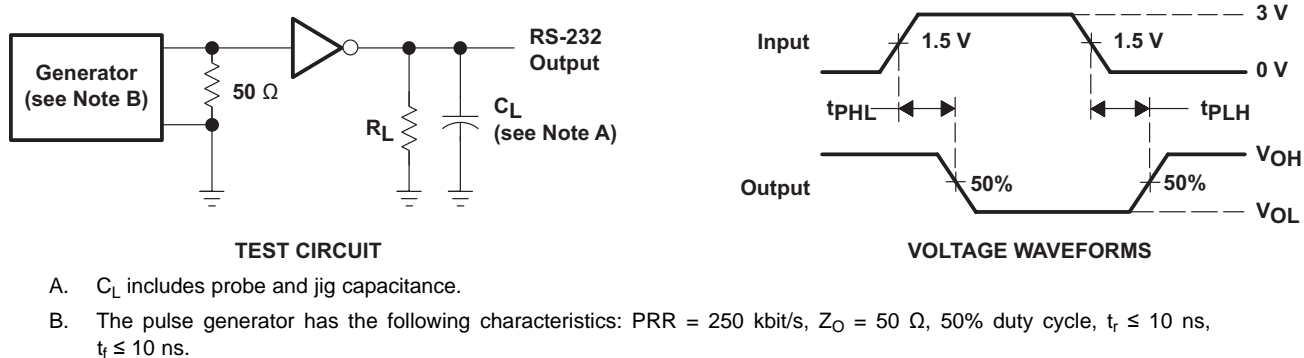 Generator
(see Note B)
50 Ω
RS-232
Output
RL
CL
(see Note A)
TEST CIRCUIT
Input
1.5 V
1.5 V
3 V
0 V
tPHL
tPLH
Output
50%
50%
VOH
VOL
VOLTAGE WAVEFORMS
A. CL includes probe and jig capacitance.
B. The pulse generator has the following characteristics: PRR = 250 kbit/s, ZO = 50 Ω, 50% duty cycle, tr ≤ 10 ns,
tf ≤ 10 ns.